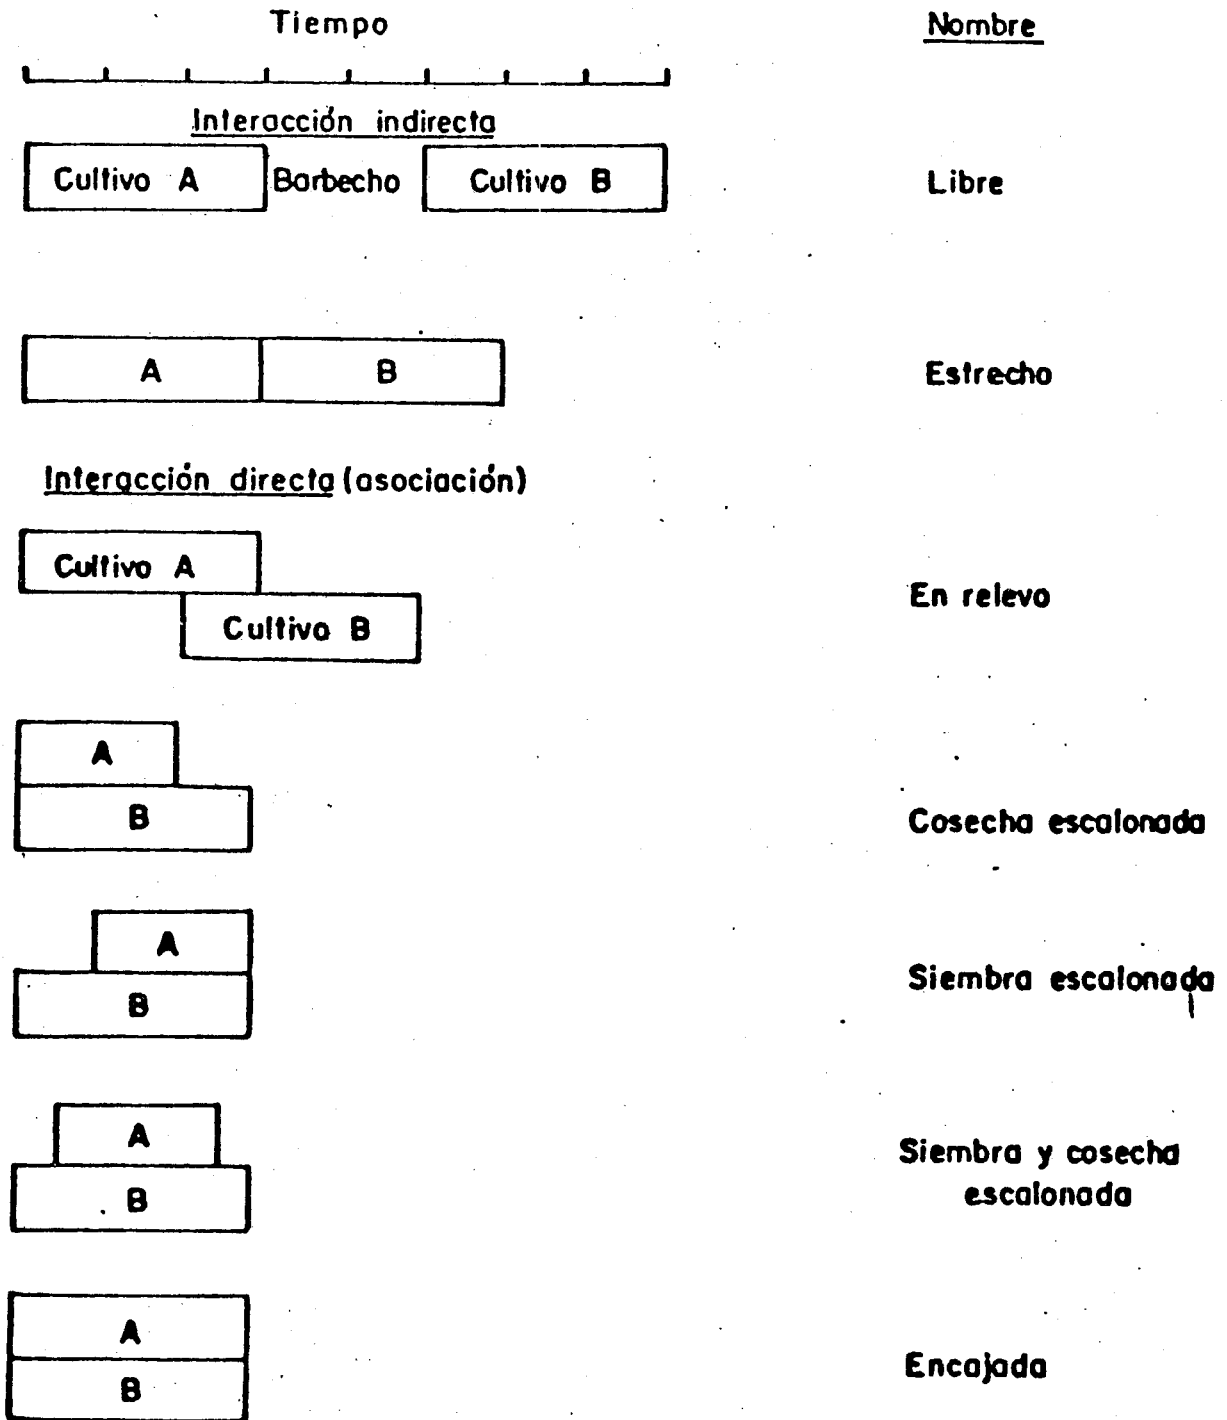 Tiempo Nombre
Interacción indirecta
Cultivo A Barbecho Cultivo B Libre
A B Estrecho
Interacción directa (asociación)
Cultivo A
Cultivo B En relevo
A
B Cosecha escalonada
A
B Siembra escalonada
A
B
Siembra y cosecha
escalonada
A
B
Encajada